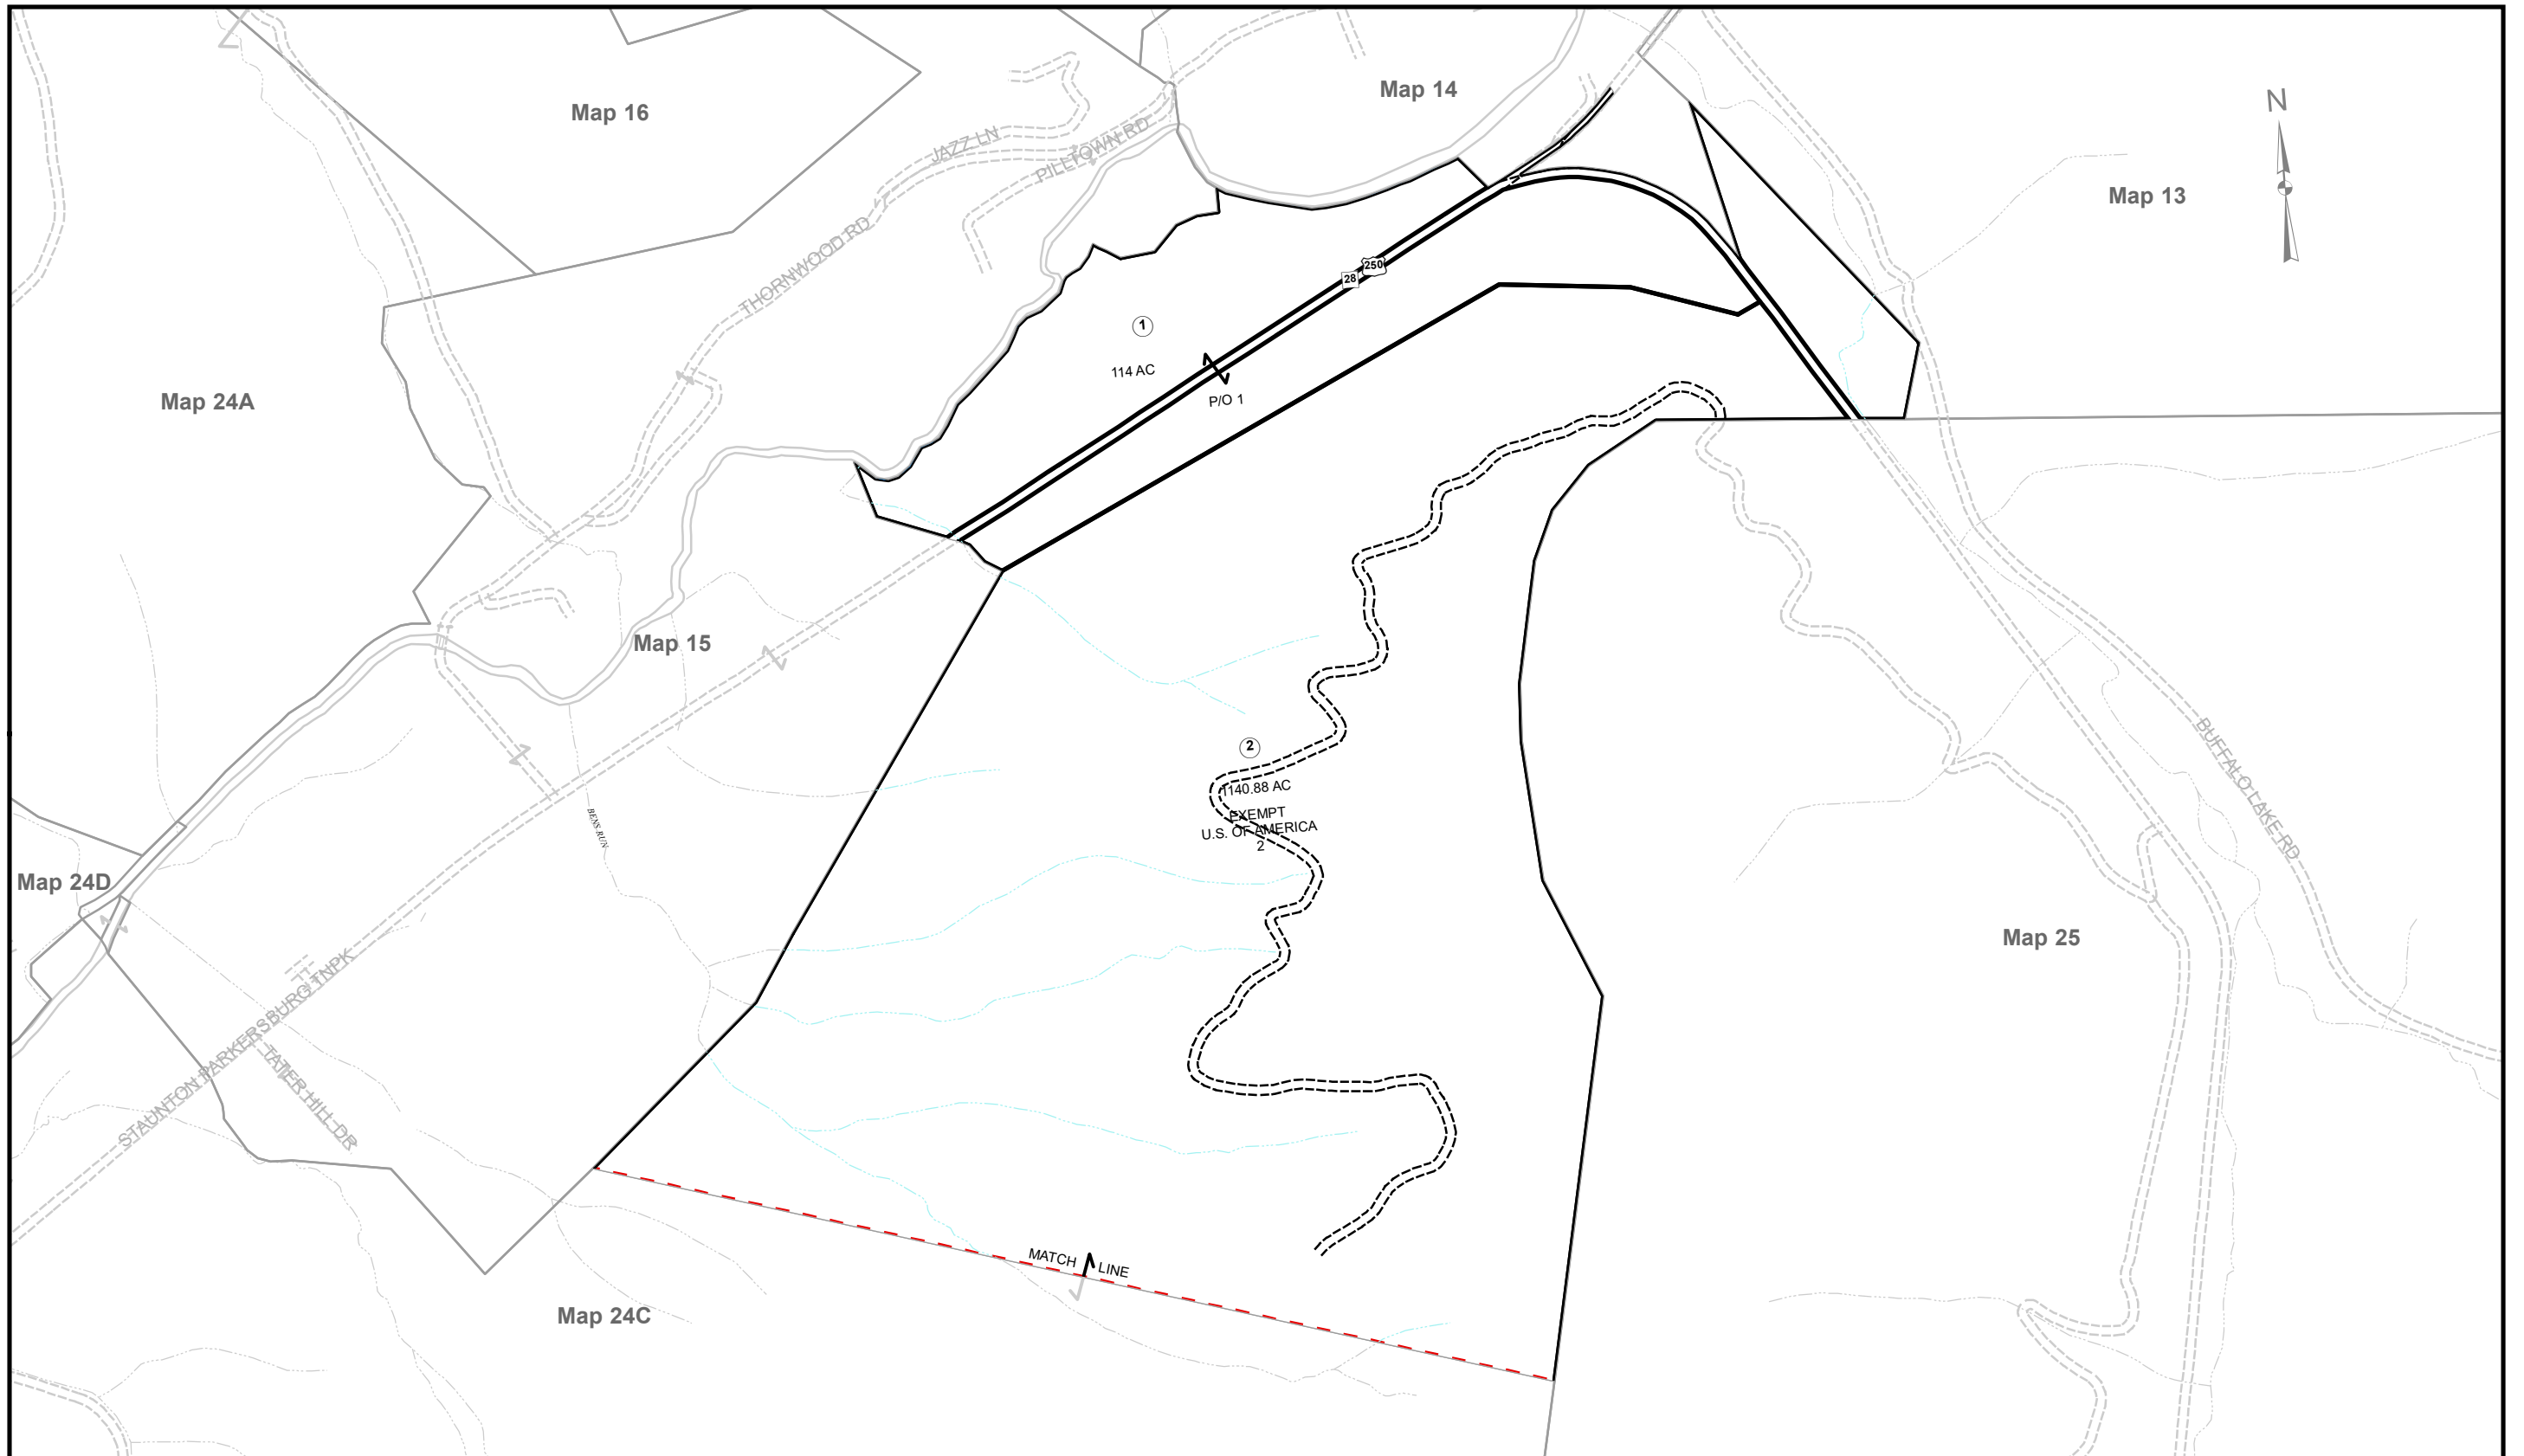 Map 14
N
Map 16
JAZZ LN
PILLTOWN RD
Map 13
THORNWOOD RD
250
28
1
114 AC
P/O 1
Map 24A
Map 15
2
1140.88 AC
EXEMPT
U.S. OF AMERICA
2
BUFFALO LAKE RD
BENS RUN
Map 24D
Map 25
STAUNTON PARKERSBURG TNPK
TATER HILL DR
MATCH LINE
Map 24C